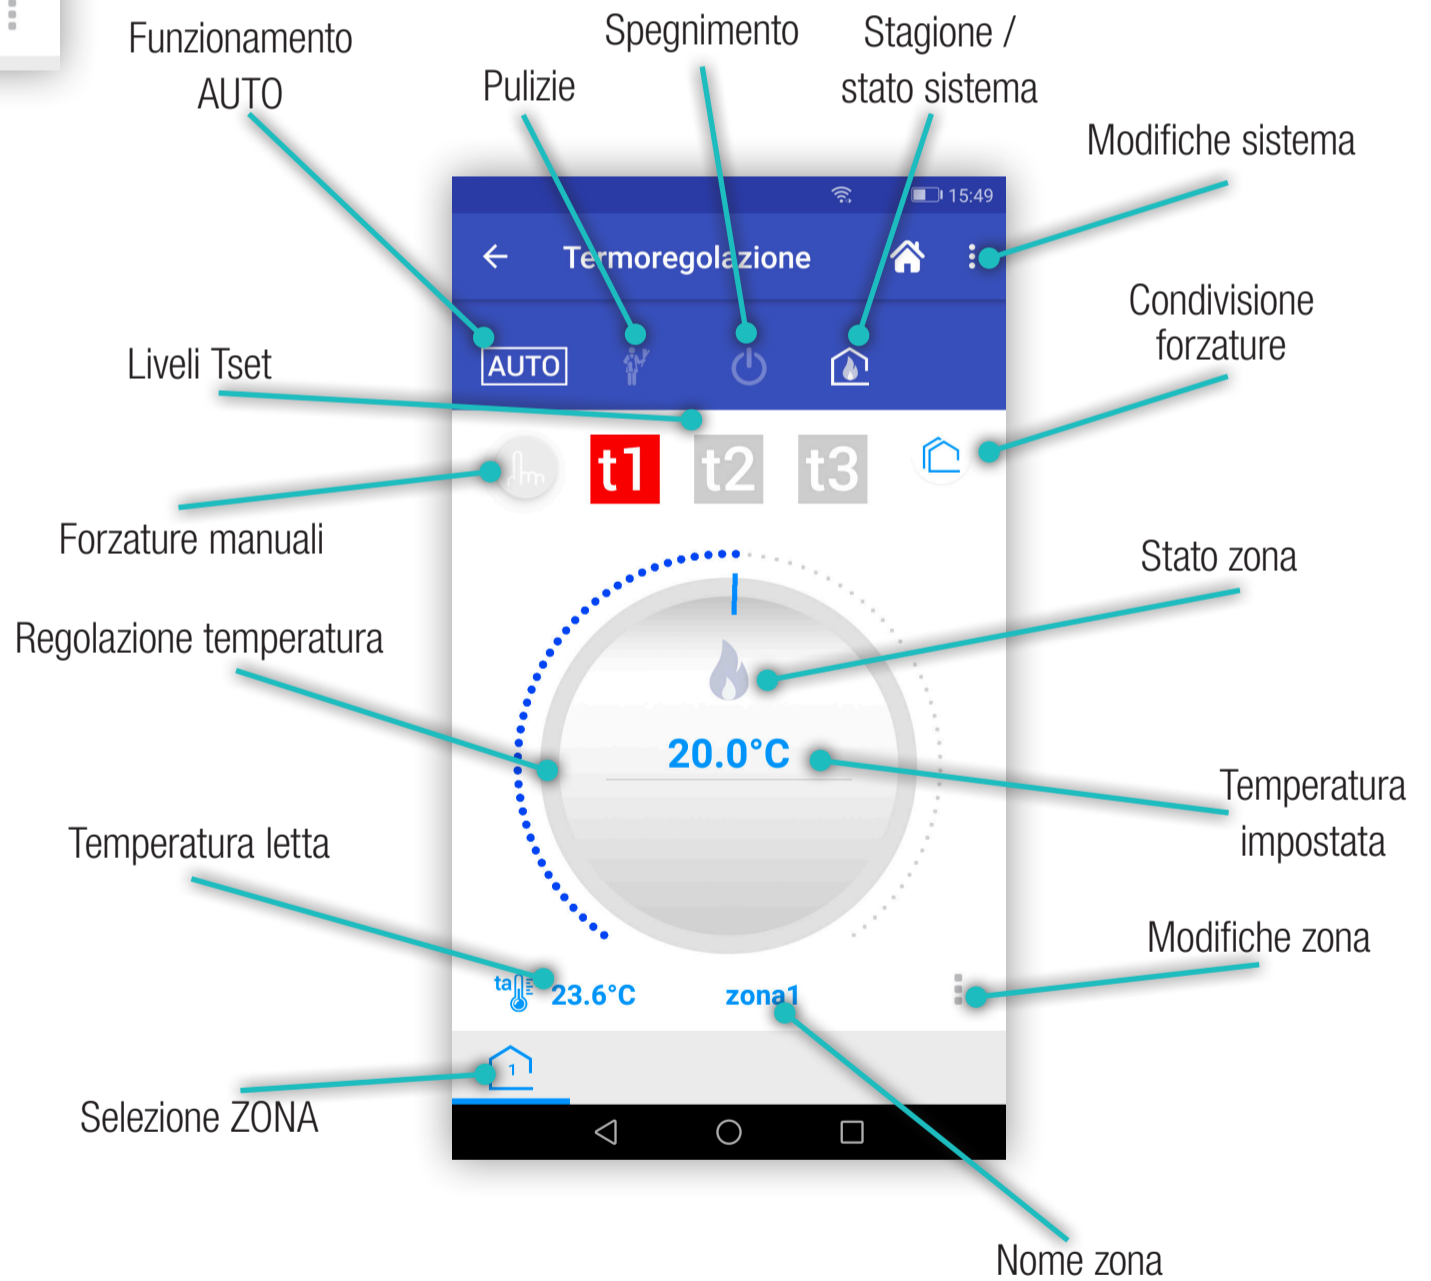 Funzionamento
AUTO
Pulizie
Spegnimento
Stagione /
stato sistema
Modifiche sistema
15:49
Termoregolazione
Condivisione
forzature
AUTO
Liveli Tset
t1 t2 t3
Forzature manuali
Stato zona
Regolazione temperatura
20.0°C
Temperatura
impostata
Temperatura letta
Modifiche zona
ta 23.6°C zona1
1
Selezione ZONA
Nome zona